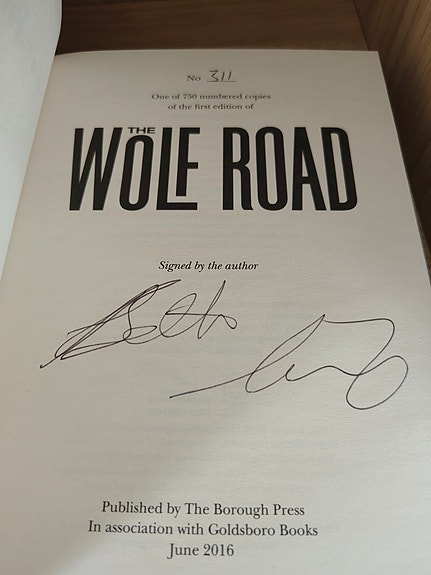 No 311
One of 750 numbered copies
of the first edition of
THE
WOLF ROAD
Signed by the author
Beth
Published by The Borough Press
In association with Goldsboro Books
June 2016